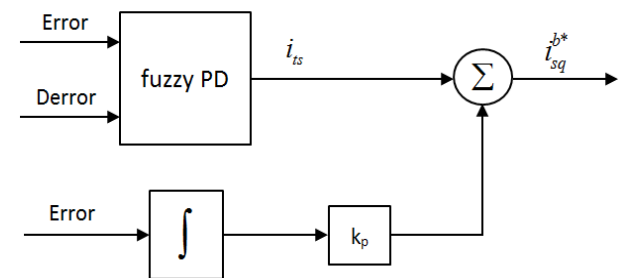 Error
Derror
fuzzy PD
i_ts
Σ
i_sq^b*
Error
∫
k_p